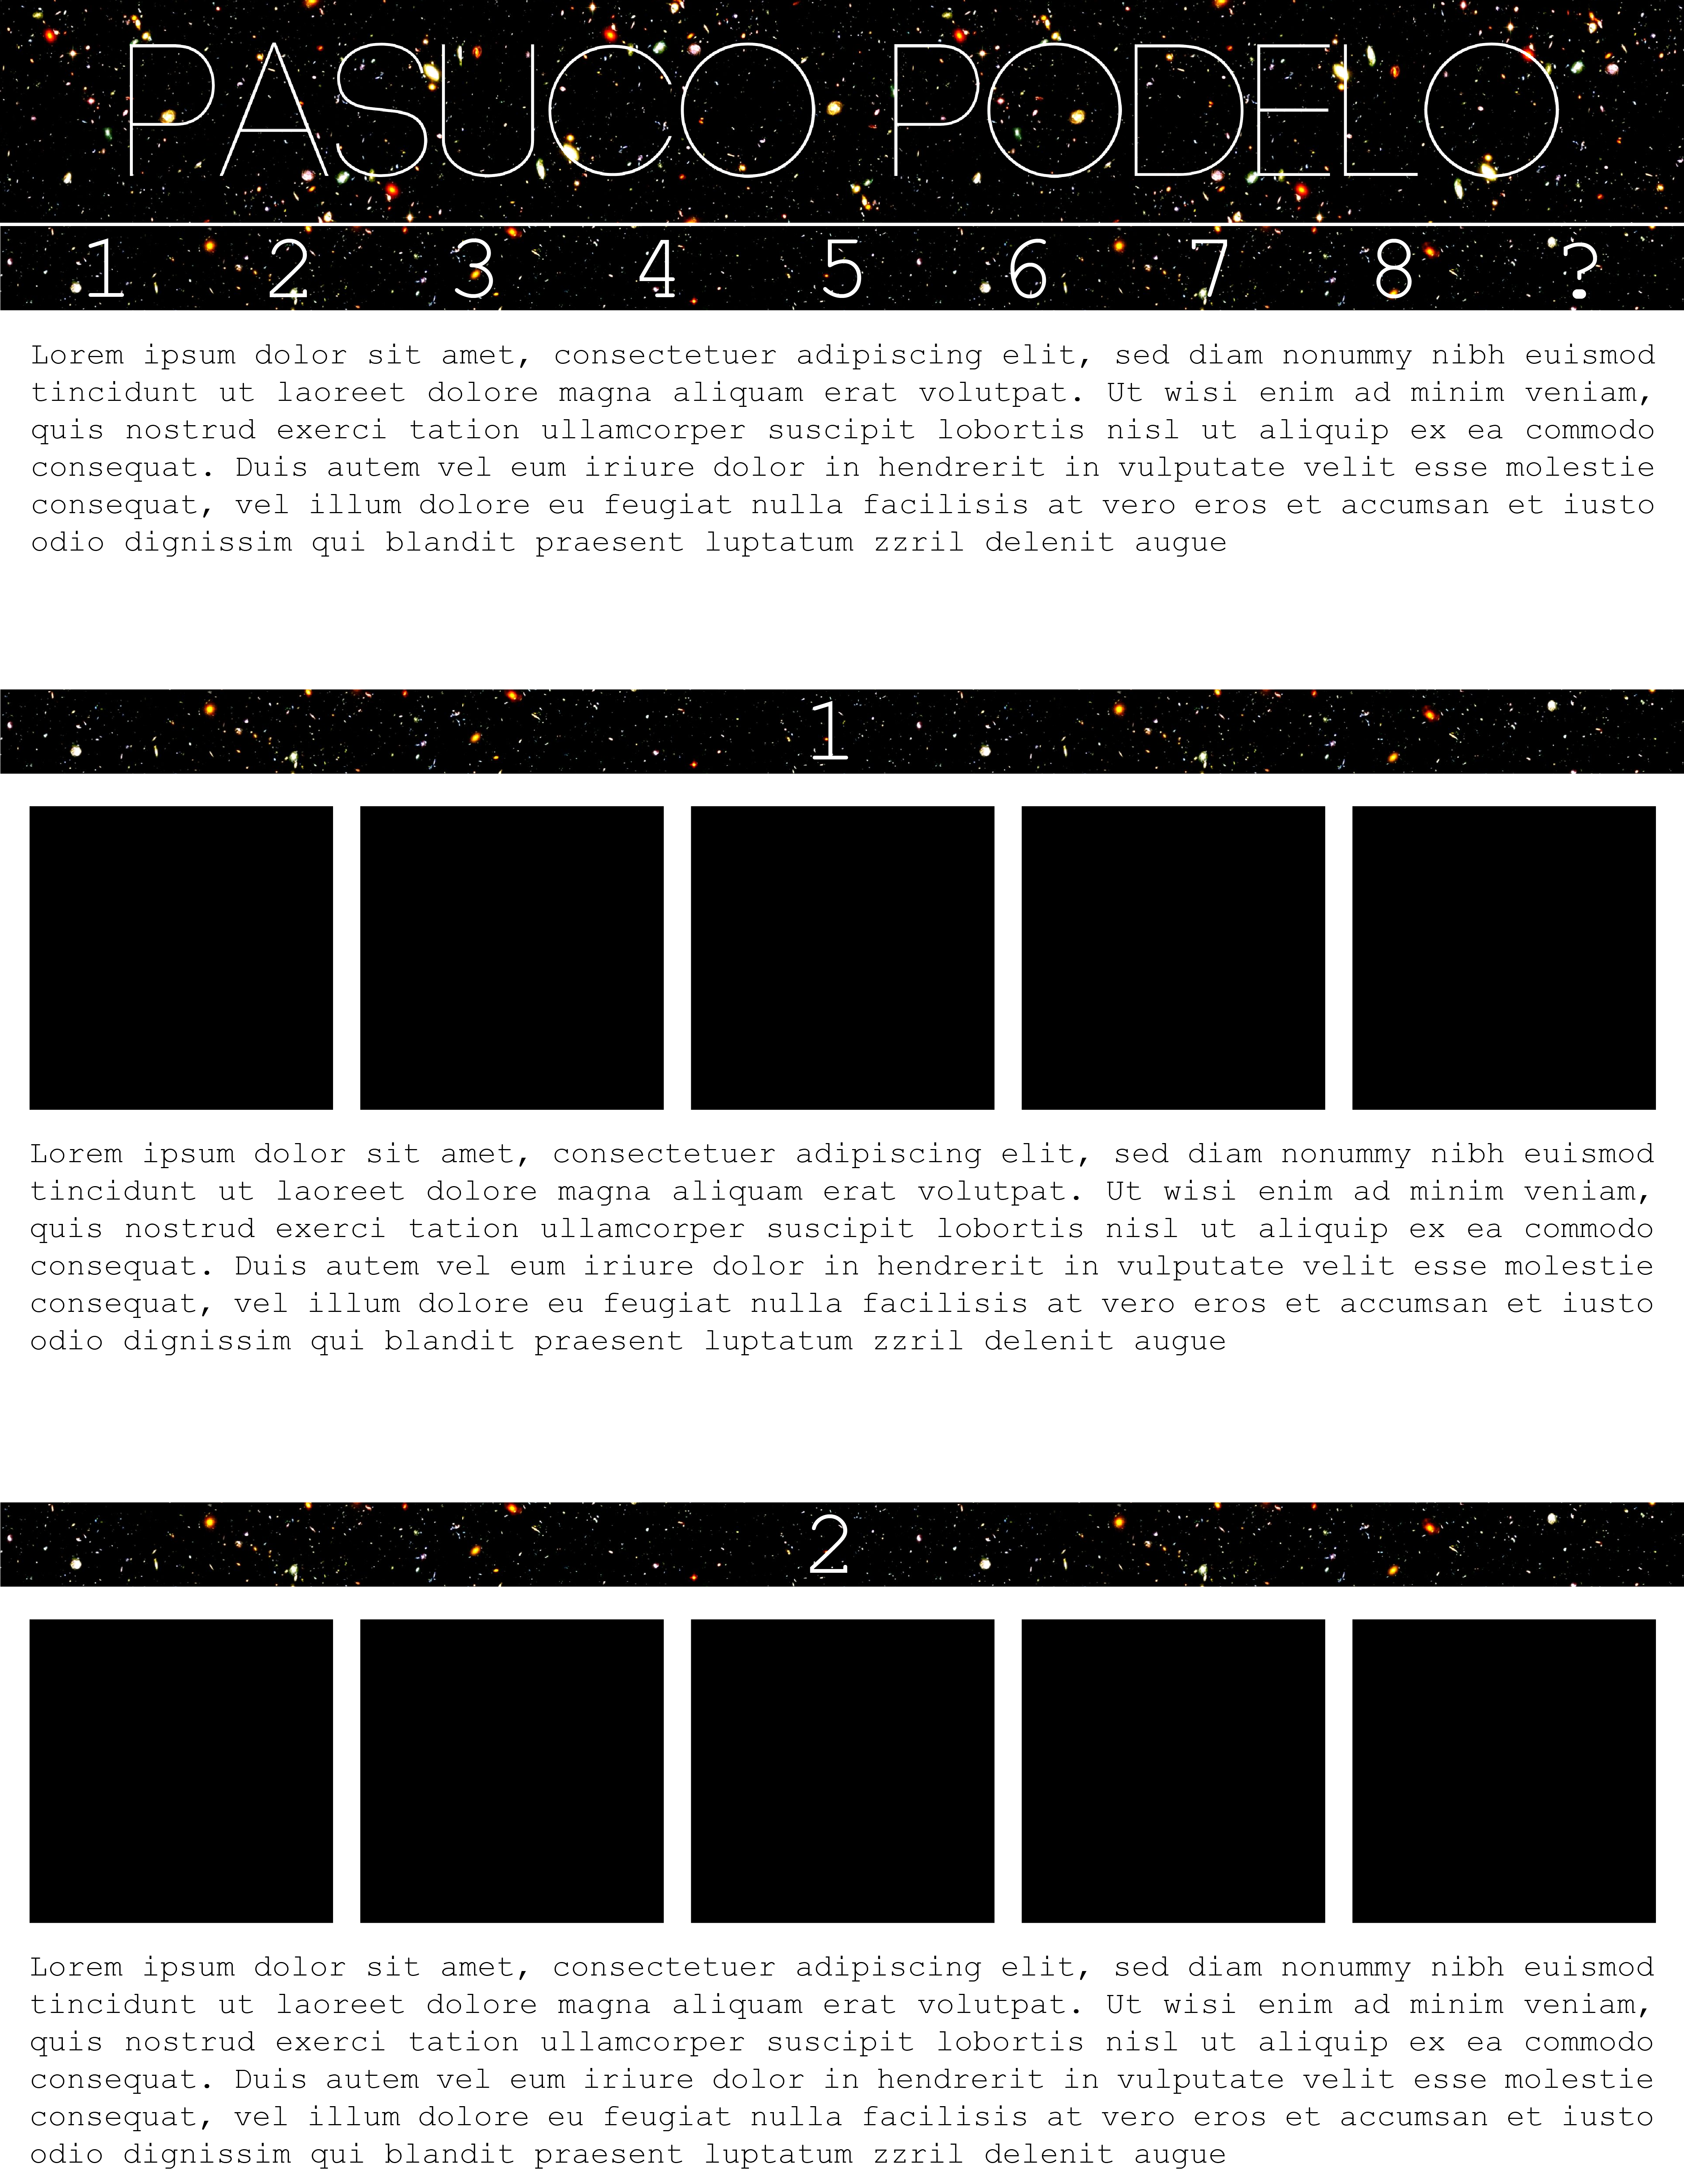 PASUCO PODELO
1 2 3 4 5 6 7 8 ?
Lorem ipsum dolor sit amet, consectetuer adipiscing elit, sed diam nonummy nibh euismod
tincidunt ut laoreet dolore magna aliquam erat volutpat. Ut wisi enim ad minim veniam,
quis nostrud exerci tation ullamcorper suscipit lobortis nisl ut aliquip ex ea commodo
consequat. Duis autem vel eum iriure dolor in hendrerit in vulputate velit esse molestie
consequat, vel illum dolore eu feugiat nulla facilisis at vero eros et accumsan et iusto
odio dignissim qui blandit praesent luptatum zzril delenit augue
1
Lorem ipsum dolor sit amet, consectetuer adipiscing elit, sed diam nonummy nibh euismod
tincidunt ut laoreet dolore magna aliquam erat volutpat. Ut wisi enim ad minim veniam,
quis nostrud exerci tation ullamcorper suscipit lobortis nisl ut aliquip ex ea commodo
consequat. Duis autem vel eum iriure dolor in hendrerit in vulputate velit esse molestie
consequat, vel illum dolore eu feugiat nulla facilisis at vero eros et accumsan et iusto
odio dignissim qui blandit praesent luptatum zzril delenit augue
2
Lorem ipsum dolor sit amet, consectetuer adipiscing elit, sed diam nonummy nibh euismod
tincidunt ut laoreet dolore magna aliquam erat volutpat. Ut wisi enim ad minim veniam,
quis nostrud exerci tation ullamcorper suscipit lobortis nisl ut aliquip ex ea commodo
consequat. Duis autem vel eum iriure dolor in hendrerit in vulputate velit esse molestie
consequat, vel illum dolore eu feugiat nulla facilisis at vero eros et accumsan et iusto
odio dignissim qui blandit praesent luptatum zzril delenit augue